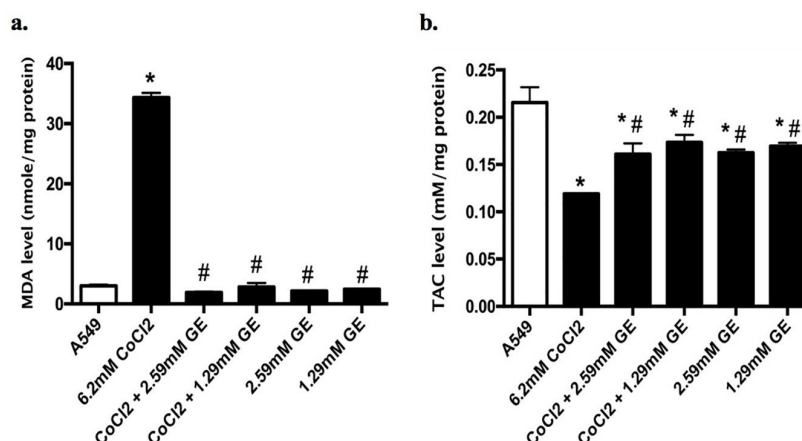 a.
MDA level (nmole/mg protein)
40
30
20
10
0
*
#
#
#
#
A549
6.2mM CoCl2
CoCl2 + 2.59mM GE
CoCl2 + 1.29mM GE
2.59mM GE
1.29mM GE
b.
TAC level (mM/mg protein)
0.25
0.20
0.15
0.10
0.05
0.00
*
* #
* #
* #
* #
A549
6.2mM CoCl2
CoCl2 + 2.59mM GE
CoCl2 + 1.29mM GE
2.59mM GE
1.29mM GE